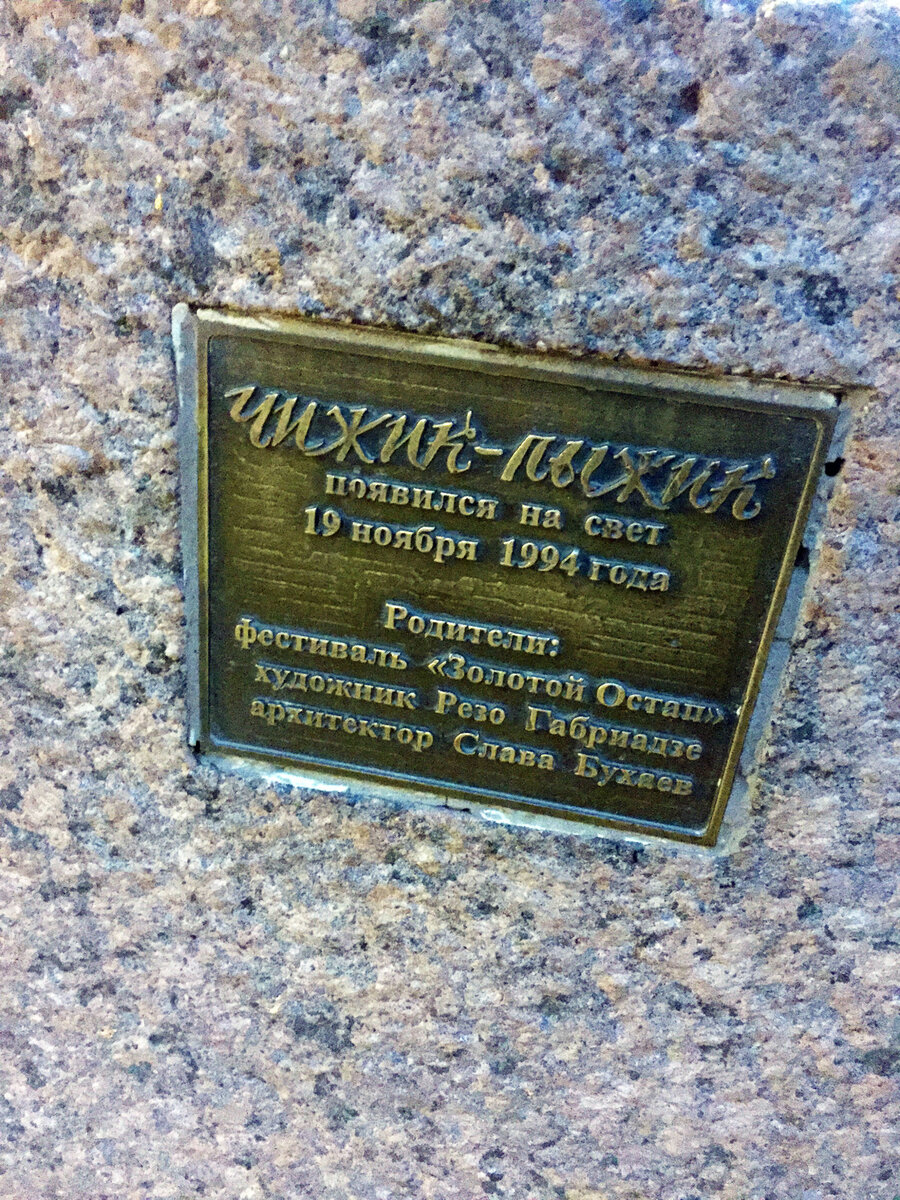 Чижик-Пыжик
появился на свет
19 ноября 1994 года
Родители:
фестиваль «Золотой Остап»
художник Резо Габриадзе
архитектор Слава Бухаев